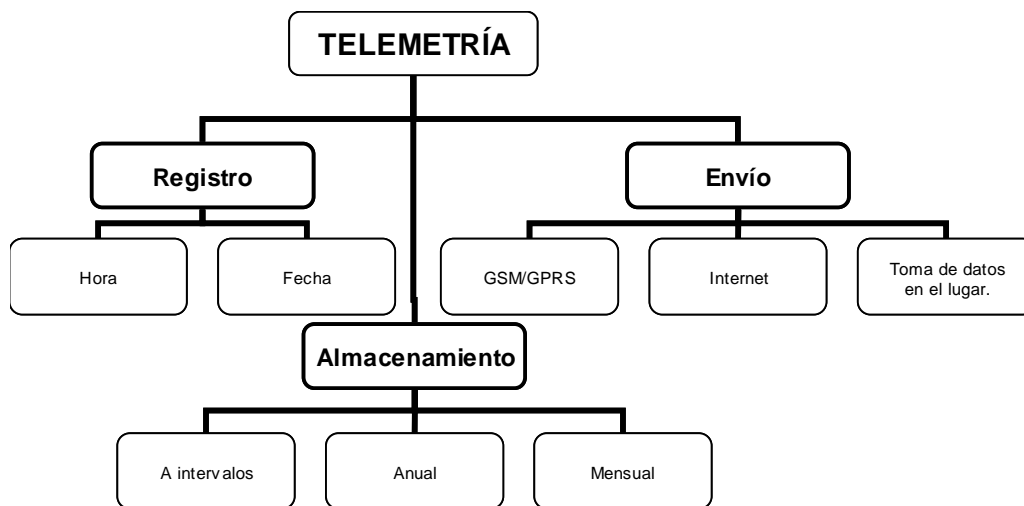 TELEMETRÍA
Registro
Envío
Hora
Fecha
GSM/GPRS
Internet
Toma de datos
en el lugar.
Almacenamiento
A intervalos
Anual
Mensual